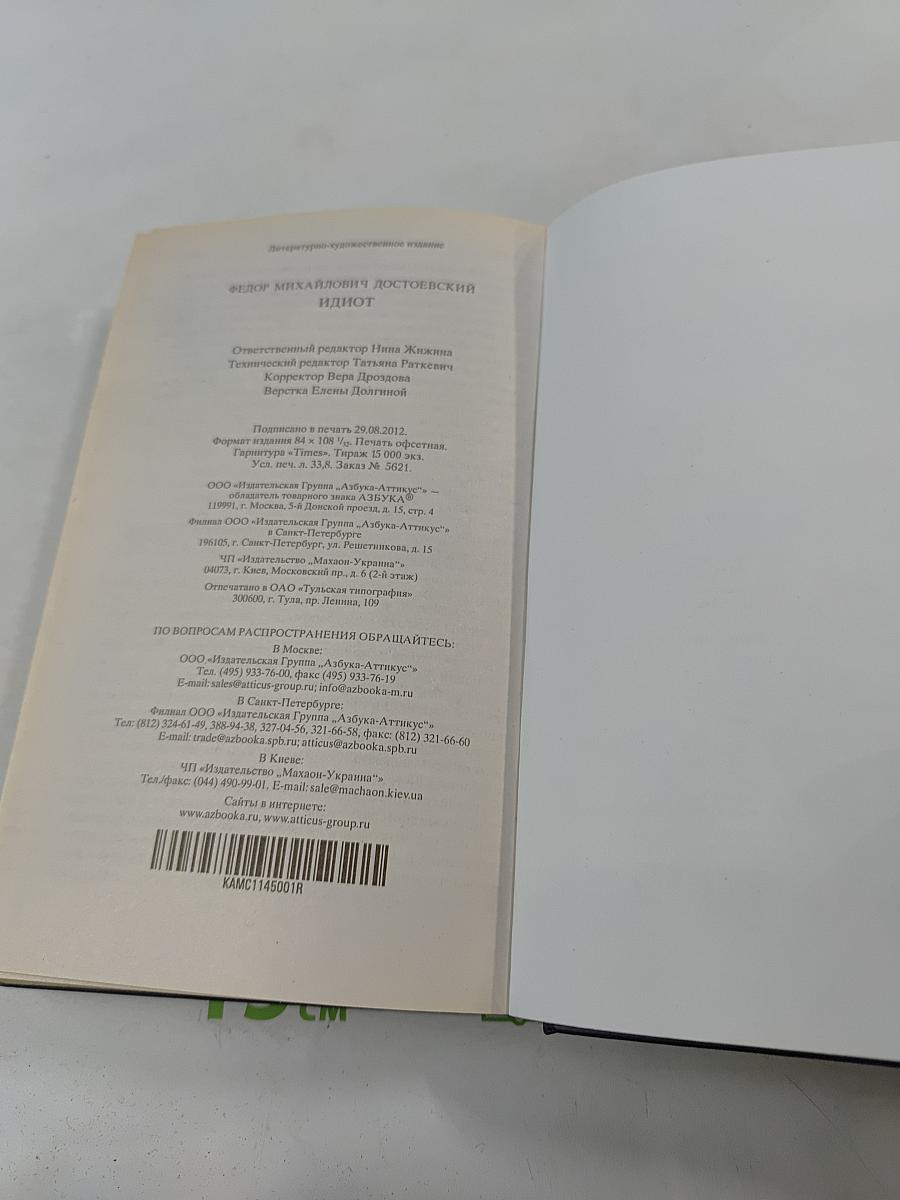 Литературно-художественное издание
ФЕДОР МИХАЙЛОВИЧ ДОСТОЕВСКИЙ
ИДИОТ
Ответственный редактор Нина Жижина
Технический редактор Татьяна Раткевич
Корректор Вера Дроздова
Верстка Елены Долгиной
Подписано в печать 29.08.2012.
Формат издания 84 × 108 1/32. Печать офсетная.
Гарнитура «Times». Тираж 15 000 экз.
Усл. печ. л. 33,8. Заказ № 5621.
ООО «Издательская Группа „Азбука-Аттикус“» —
обладатель товарного знака АЗБУКА®
119991, г. Москва, 5-й Донской проезд, д. 15, стр. 4
Филиал ООО «Издательская Группа „Азбука-Аттикус“»
в Санкт-Петербурге
196105, г. Санкт-Петербург, ул. Решетникова, д. 15
ЧП «Издательство „Махаон-Украина“»
04073, г. Киев, Московский пр., д. 6 (2-й этаж)
Отпечатано в ОАО «Тульская типография»
300600, г. Тула, пр. Ленина, 109
ПО ВОПРОСАМ РАСПРОСТРАНЕНИЯ ОБРАЩАЙТЕСЬ:
В Москве:
ООО «Издательская Группа „Азбука-Аттикус“»
Тел. (495) 933-76-00, факс (495) 933-76-19
E-mail: sales@atticus-group.ru; info@azbooka-m.ru
В Санкт-Петербурге:
Филиал ООО «Издательская Группа „Азбука-Аттикус“»
Тел: (812) 324-61-49, 388-94-38, 327-04-56, 321-66-58, факс: (812) 321-66-60
E-mail: trade@azbooka.spb.ru; atticus@azbooka.spb.ru
В Киеве:
ЧП «Издательство „Махаон-Украина“»
Тел./факс: (044) 490-99-01, E-mail: sale@machaon.kiev.ua
Сайты в интернете:
www.azbooka.ru, www.atticus-group.ru
KAMC1145001R
см